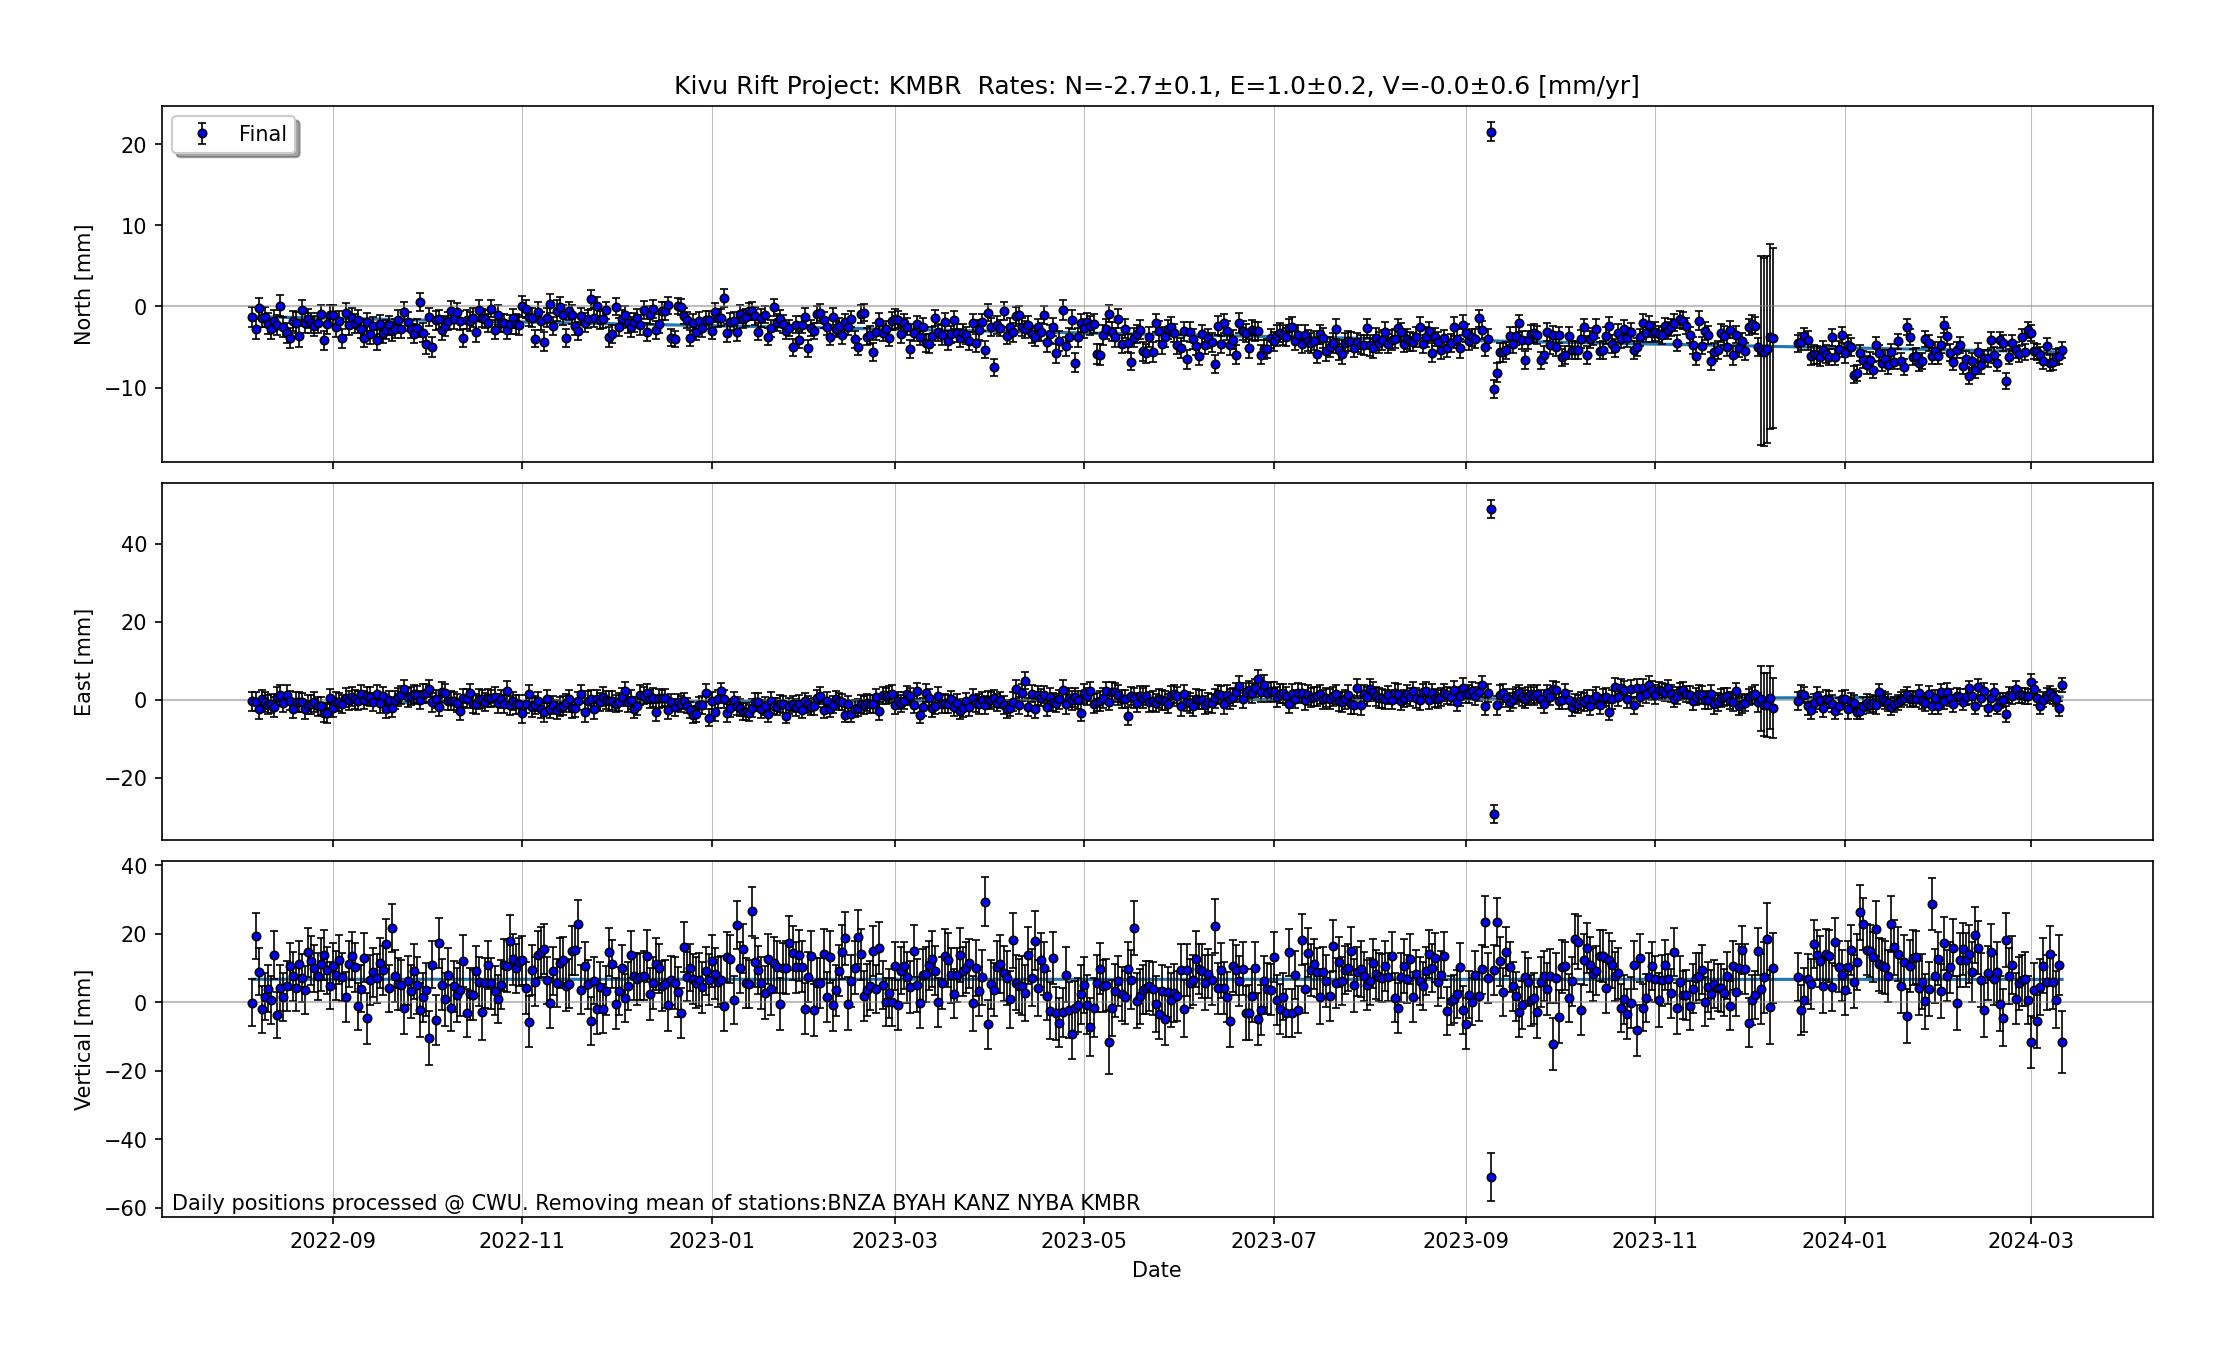 Kivu Rift Project: KMBR  Rates: N=-2.7±0.1, E=1.0±0.2, V=-0.0±0.6 [mm/yr]
Final
20
10
0
−10
North [mm]
40
20
0
−20
East [mm]
40
20
0
−20
−40
−60
Vertical [mm]
Daily positions processed @ CWU. Removing mean of stations:BNZA BYAH KANZ NYBA KMBR
2022-09 2022-11 2023-01 2023-03 2023-05 2023-07 2023-09 2023-11 2024-01 2024-03
Date